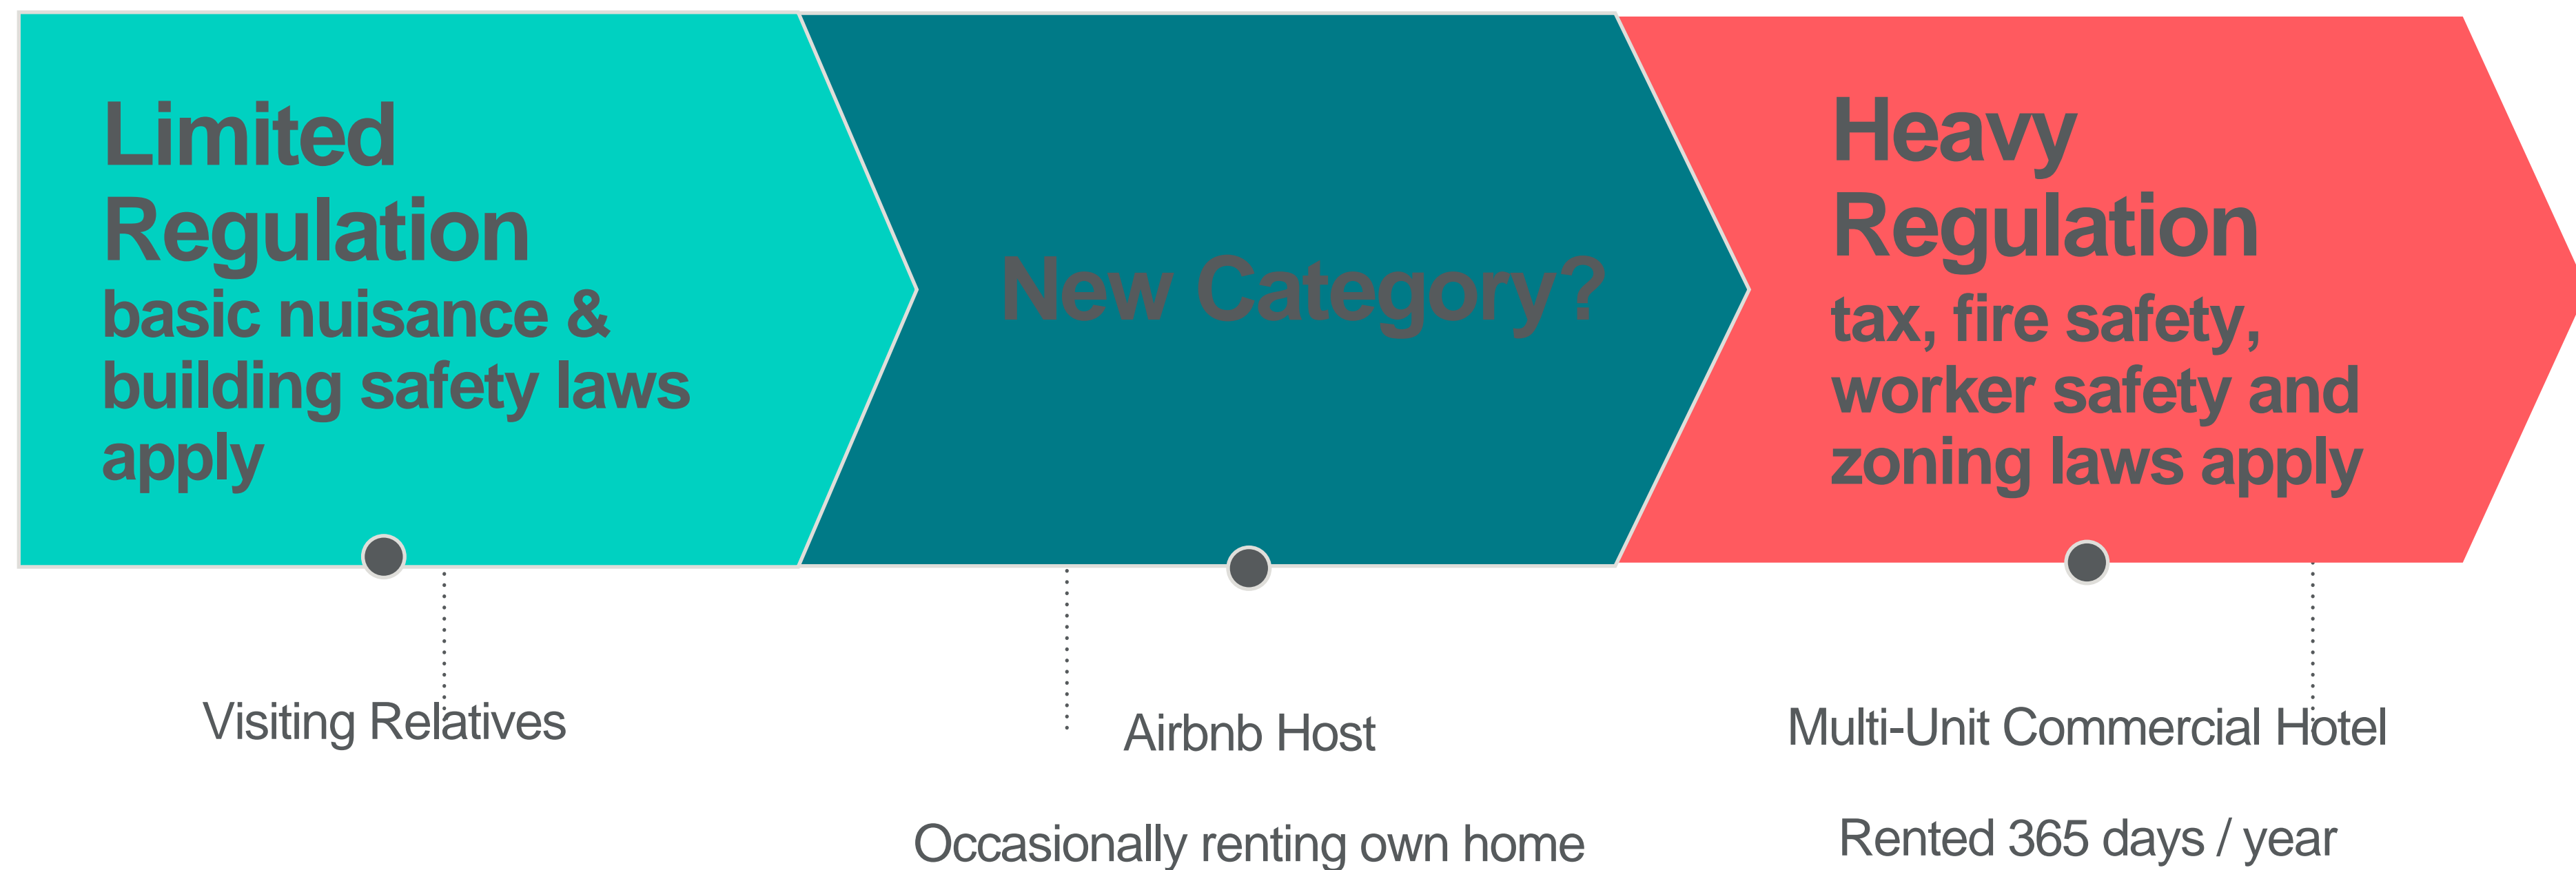 Limited
Regulation
basic nuisance &
building safety laws
apply
New Category?
Heavy
Regulation
tax, fire safety,
worker safety and
zoning laws apply
Visiting Relatives
Airbnb Host
Occasionally renting own home
Multi-Unit Commercial Hotel
Rented 365 days / year